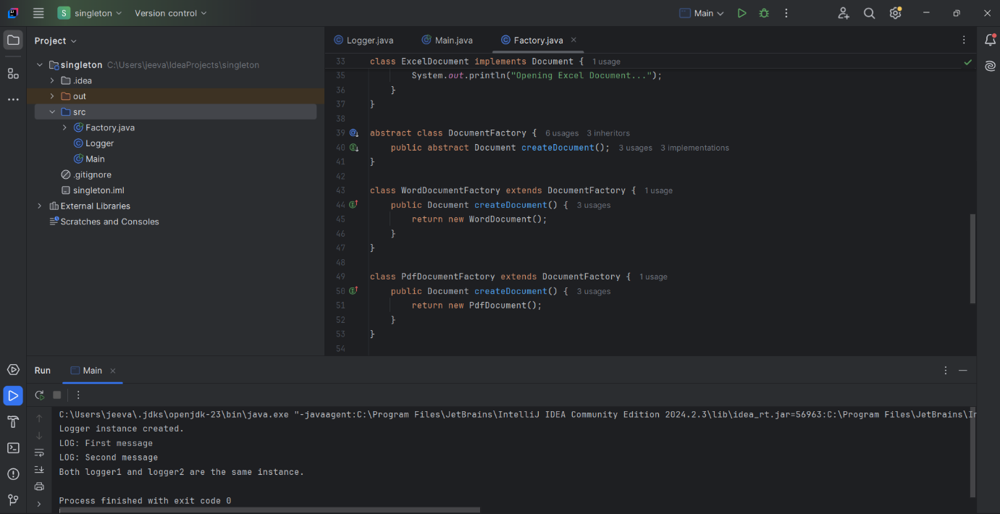 S singleton Version control Main
Project
singleton C:\Users\jeeva\IdeaProjects\singleton
.idea
out
src
Factory.java
Logger
Main
.gitignore
singleton.iml
External Libraries
Scratches and Consoles
Logger.java Main.java Factory.java
33 class ExcelDocument implements Document { 1 usage
35 System.out.println("Opening Excel Document...");
36 }
37 }
38
39 abstract class DocumentFactory { 6 usages 3 inheritors
40 public abstract Document createDocument(); 3 usages 3 implementations
41 }
42
43 class WordDocumentFactory extends DocumentFactory { 1 usage
44 public Document createDocument() { 3 usages
45 return new WordDocument();
46 }
47 }
48
49 class PdfDocumentFactory extends DocumentFactory { 1 usage
50 public Document createDocument() { 3 usages
51 return new PdfDocument();
52 }
53 }
54
Run Main
C:\Users\jeeva\.jdks\openjdk-23\bin\java.exe "-javaagent:C:\Program Files\JetBrains\IntelliJ IDEA Community Edition 2024.2.3\lib\idea_rt.jar=56963:C:\Program Files\JetBrains\In
Logger instance created.
LOG: First message
LOG: Second message
Both logger1 and logger2 are the same instance.
Process finished with exit code 0